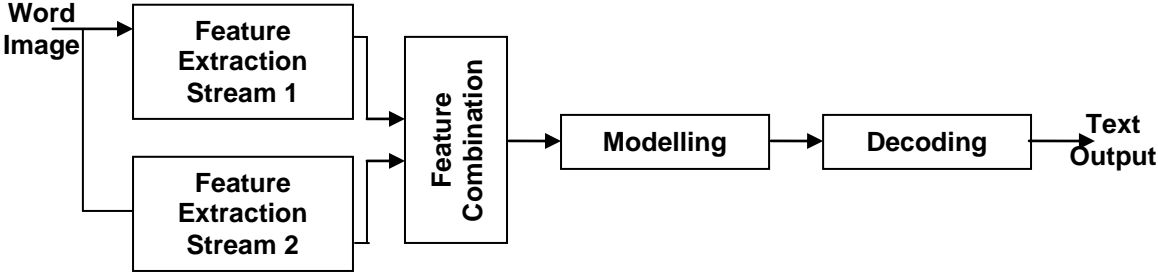 Word
Image
Feature
Extraction
Stream 1
Feature
Extraction
Stream 2
Feature
Combination
Modelling
Decoding
Text
Output